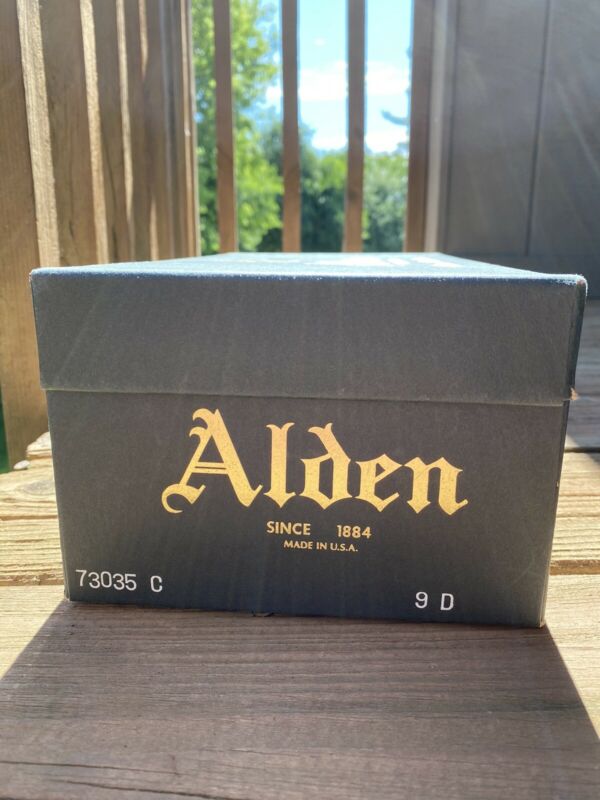 Alden
SINCE 1884
MADE IN U.S.A.
73035 C
9 D